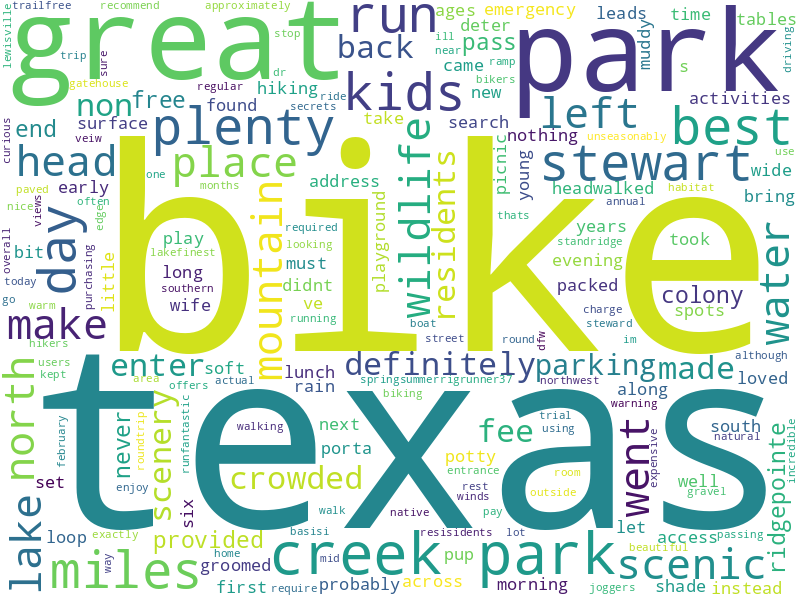 great
park
bike
texas
run
kids
back
pass
plenty
left
best
stewart
head
place
day
wildlife
residents
water
mountain
make
north
lake
miles
creek park
scenic
enter
definitely
parking
made
went
fee
crowded
scenery
provided
colony
non
end
free
hiking
found
surface
early
bit
long
wife
little
play
address
must
didnt
ve
lunch
rain
soft
never
set
six
loop
groomed
first
next
porta
potty
probably
across
morning
pup
access
let
well
south
shade
instead
ridgepointe
along
loved
although
spots
packed
evening
years
took
wide
bring
headwalked
nothing
search
new
came
ages
deter
emergency
leads
muddy
time
tables
s
activities
driving
picnic
young
playground
lewisville
trailfree
approximately
recommend
trip
sure
stop
gatehouse
dr
ill
near
ramp
bikers
regular
ride
secrets
take
curious
paved
one
nice
often
months
edge
views
veiw
overall
today
go
warm
purchasing
lakefinest
southern
required
looking
running
thats
boat
street
round
steward
charge
im
dfw
standridge
annual
habitat
unseasonably
use
natural
incredible
hikers
users
kept
area
offers
actual
springsummerrigrunner37
biking
northwest
walking
february
roundtrip
runfantastic
enjoy
exactly
way
home
require
basisi
mid
walk
native
resisidents
entrance
rest
winds
pay
lot
trial
using
room
outside
warning
expensive
gravel
passing
beautiful
joggers